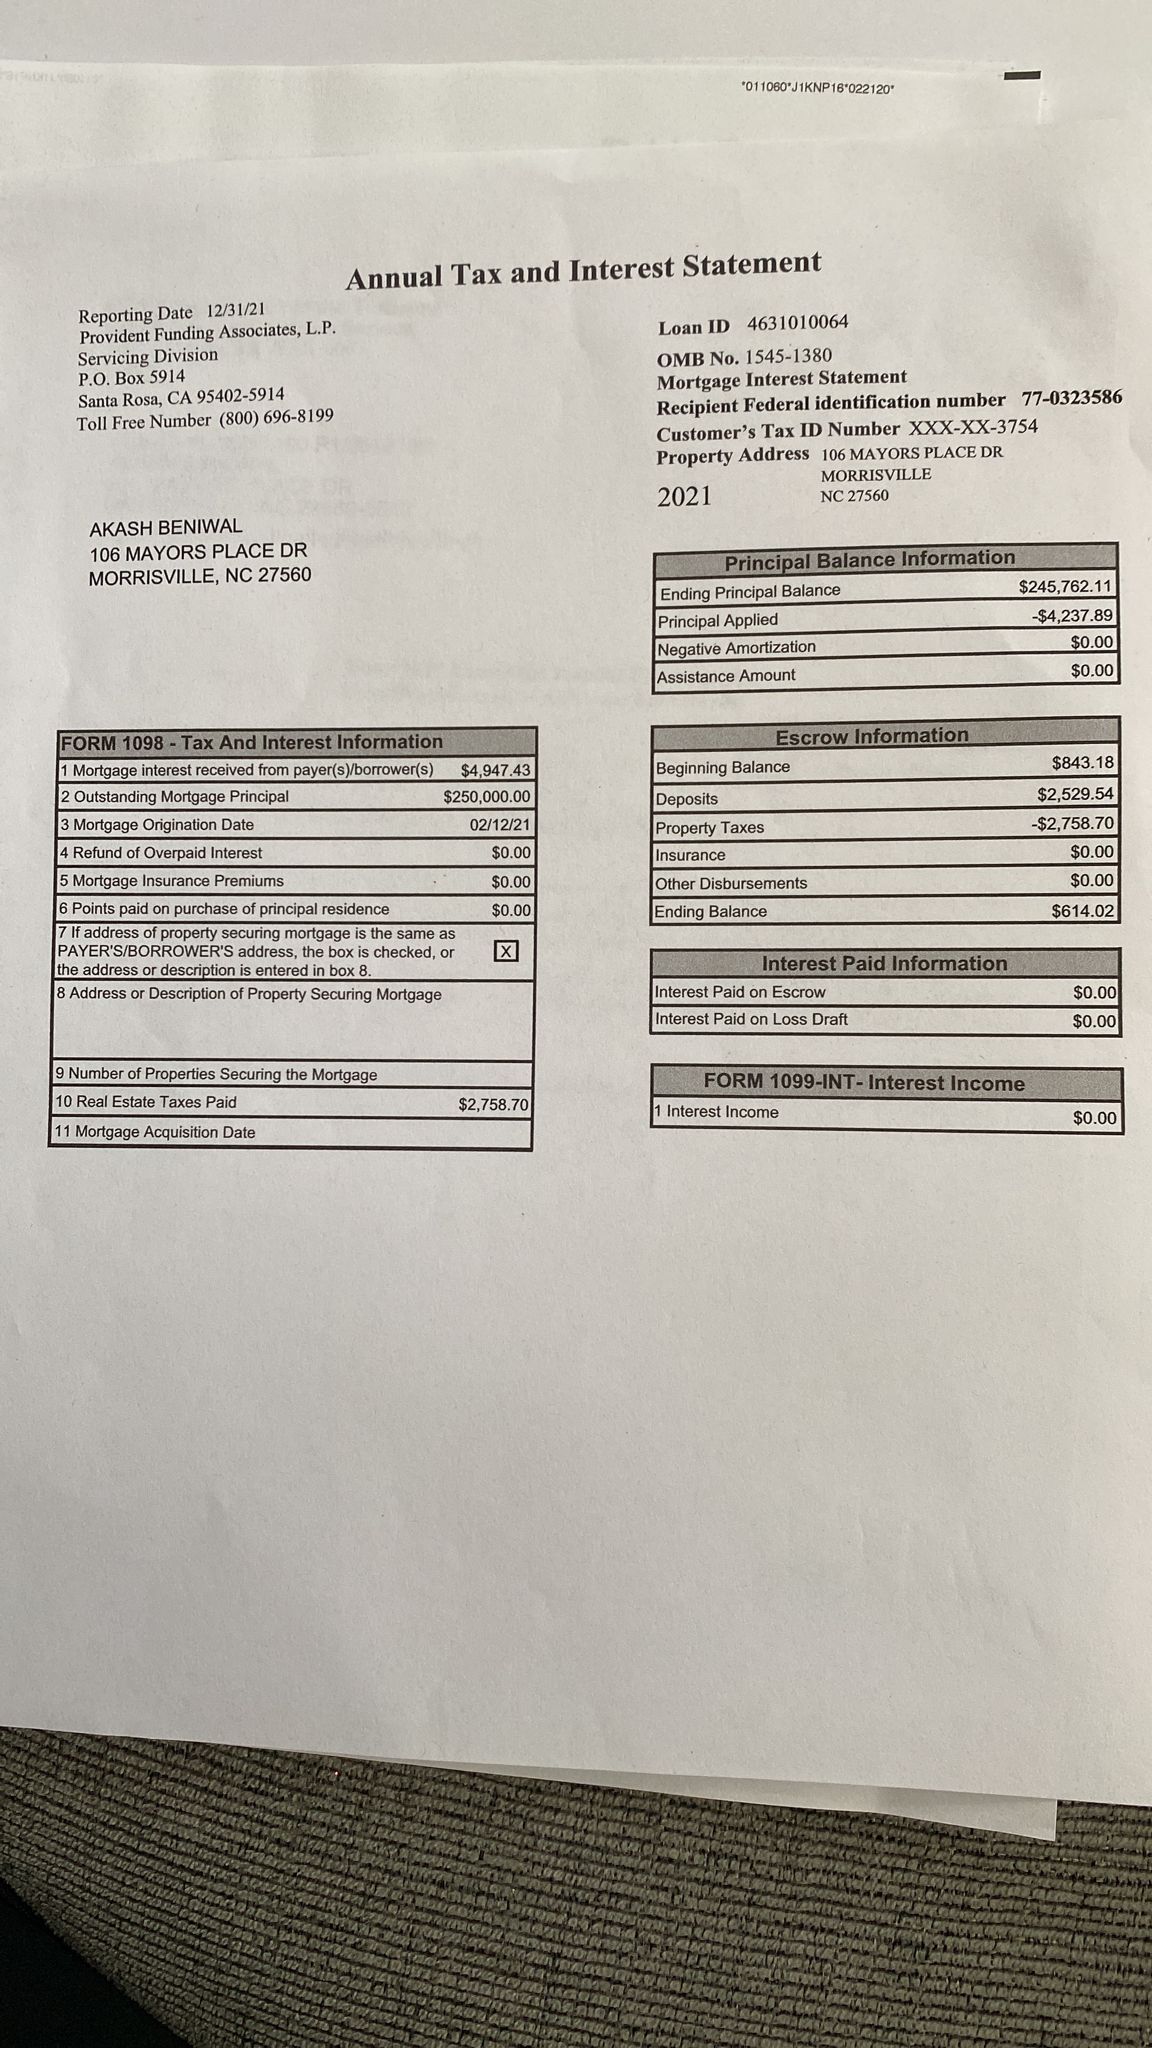 *011060*J1KNP16*022120*
Annual Tax and Interest Statement
Reporting Date 12/31/21
Provident Funding Associates, L.P.
Servicing Division
P.O. Box 5914
Santa Rosa, CA 95402-5914
Toll Free Number (800) 696-8199
Loan ID 4631010064
OMB No. 1545-1380
Mortgage Interest Statement
Recipient Federal identification number 77-0323586
Customer's Tax ID Number XXX-XX-3754
Property Address 106 MAYORS PLACE DR
MORRISVILLE
2021 NC 27560
AKASH BENIWAL
106 MAYORS PLACE DR
MORRISVILLE, NC 27560
Principal Balance Information
Ending Principal Balance $245,762.11
Principal Applied -$4,237.89
Negative Amortization $0.00
Assistance Amount $0.00
FORM 1098 - Tax And Interest Information
1 Mortgage interest received from payer(s)/borrower(s) $4,947.43
2 Outstanding Mortgage Principal $250,000.00
3 Mortgage Origination Date 02/12/21
4 Refund of Overpaid Interest $0.00
5 Mortgage Insurance Premiums $0.00
6 Points paid on purchase of principal residence $0.00
7 If address of property securing mortgage is the same as
PAYER'S/BORROWER'S address, the box is checked, or X
the address or description is entered in box 8.
8 Address or Description of Property Securing Mortgage
9 Number of Properties Securing the Mortgage
10 Real Estate Taxes Paid $2,758.70
11 Mortgage Acquisition Date
Escrow Information
Beginning Balance $843.18
Deposits $2,529.54
Property Taxes -$2,758.70
Insurance $0.00
Other Disbursements $0.00
Ending Balance $614.02
Interest Paid Information
Interest Paid on Escrow $0.00
Interest Paid on Loss Draft $0.00
FORM 1099-INT- Interest Income
1 Interest Income $0.00